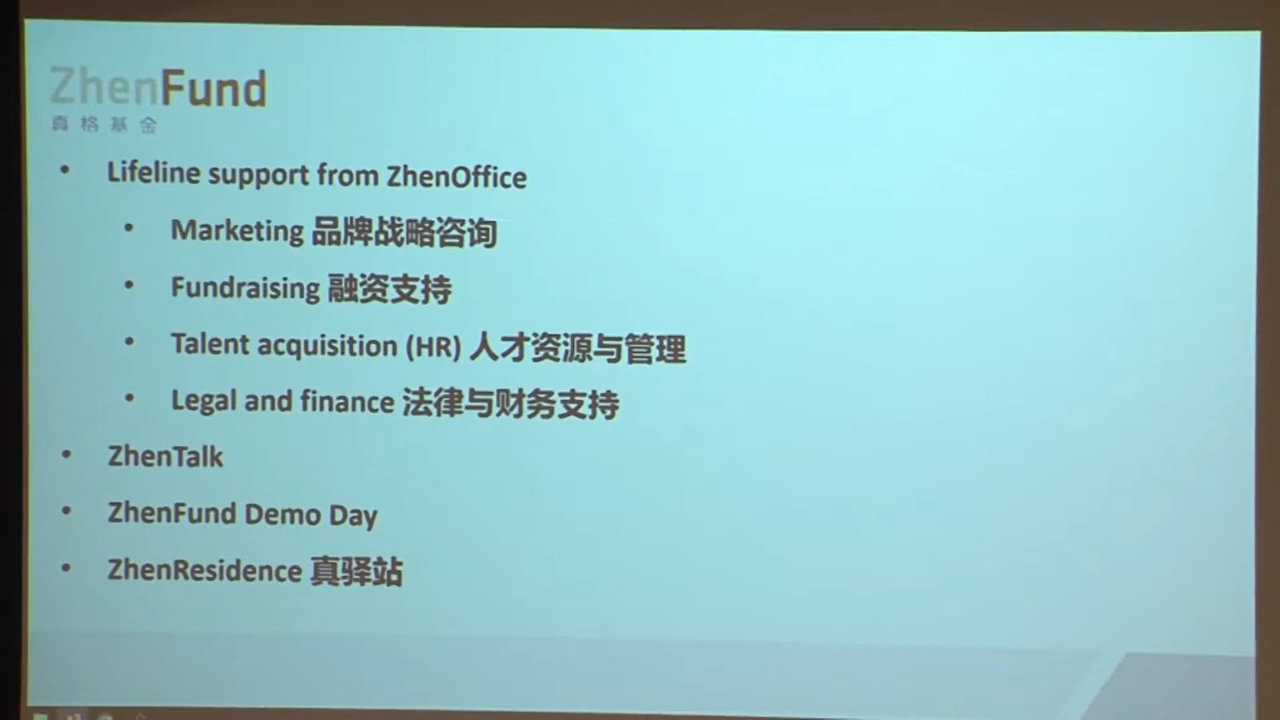 ZhenFund
真格基金
• Lifeline support from ZhenOffice
• Marketing 品牌战略咨询
• Fundraising 融资支持
• Talent acquisition (HR) 人才资源与管理
• Legal and finance 法律与财务支持
• ZhenTalk
• ZhenFund Demo Day
• ZhenResidence 真驿站